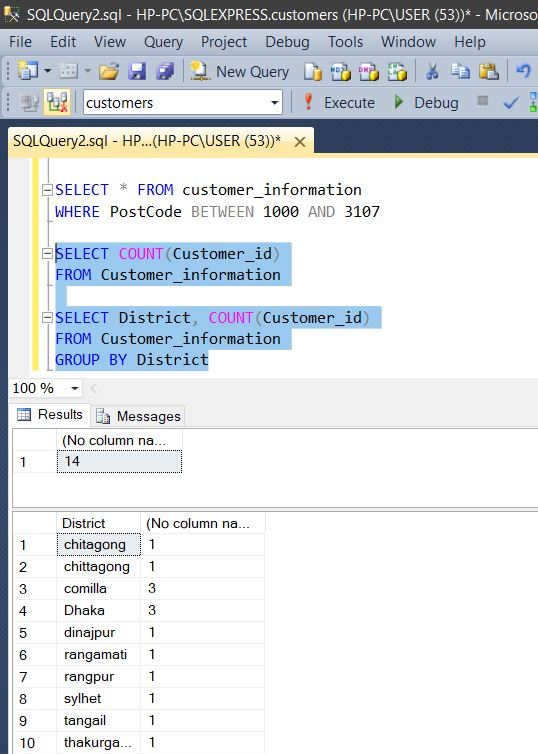 SQLQuery2.sql - HP-PC\SQLEXPRESS.customers (HP-PC\USER (53))* - Microso
File Edit View Query Project Debug Tools Window Help
New Query
customers Execute Debug
SQLQuery2.sql - HP...(HP-PC\USER (53))*
SELECT * FROM customer_information
WHERE PostCode BETWEEN 1000 AND 3107
SELECT COUNT(Customer_id)
FROM Customer_information
SELECT District, COUNT(Customer_id)
FROM Customer_information
GROUP BY District
100 %
Results Messages
(No column na...
1 14
District (No column na...
1 chitagong 1
2 chittagong 1
3 comilla 3
4 Dhaka 3
5 dinajpur 1
6 rangamati 1
7 rangpur 1
8 sylhet 1
9 tangail 1
10 thakurga... 1